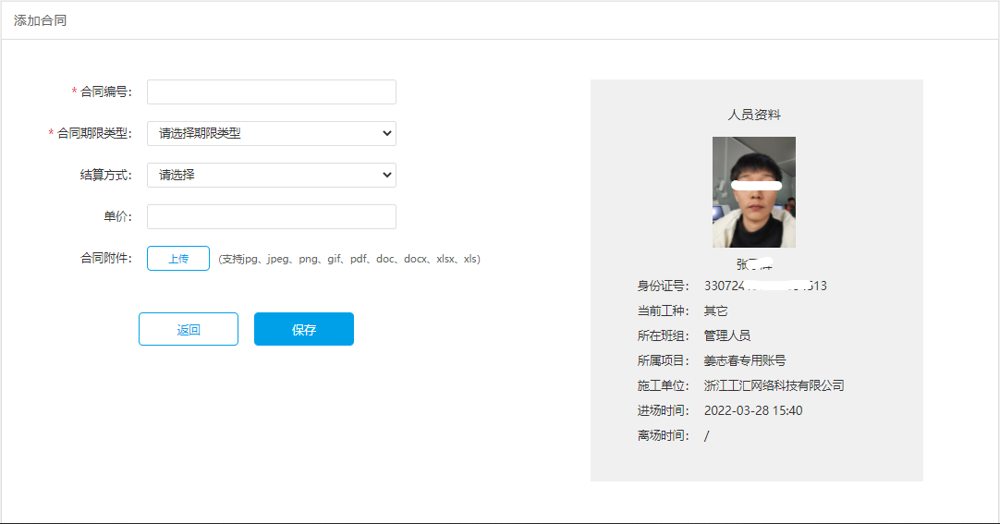 添加合同
* 合同编号：
* 合同期限类型： 请选择期限类型
结算方式： 请选择
单价：
合同附件： 上传 (支持jpg、jpeg、png、gif、pdf、doc、docx、xlsx、xls)
返回 保存
人员资料
张
身份证号： 330724 513
当前工种： 其它
所在班组： 管理人员
所属项目： 姜志春专用账号
施工单位： 浙江工汇网络科技有限公司
进场时间： 2022-03-28 15:40
离场时间： /